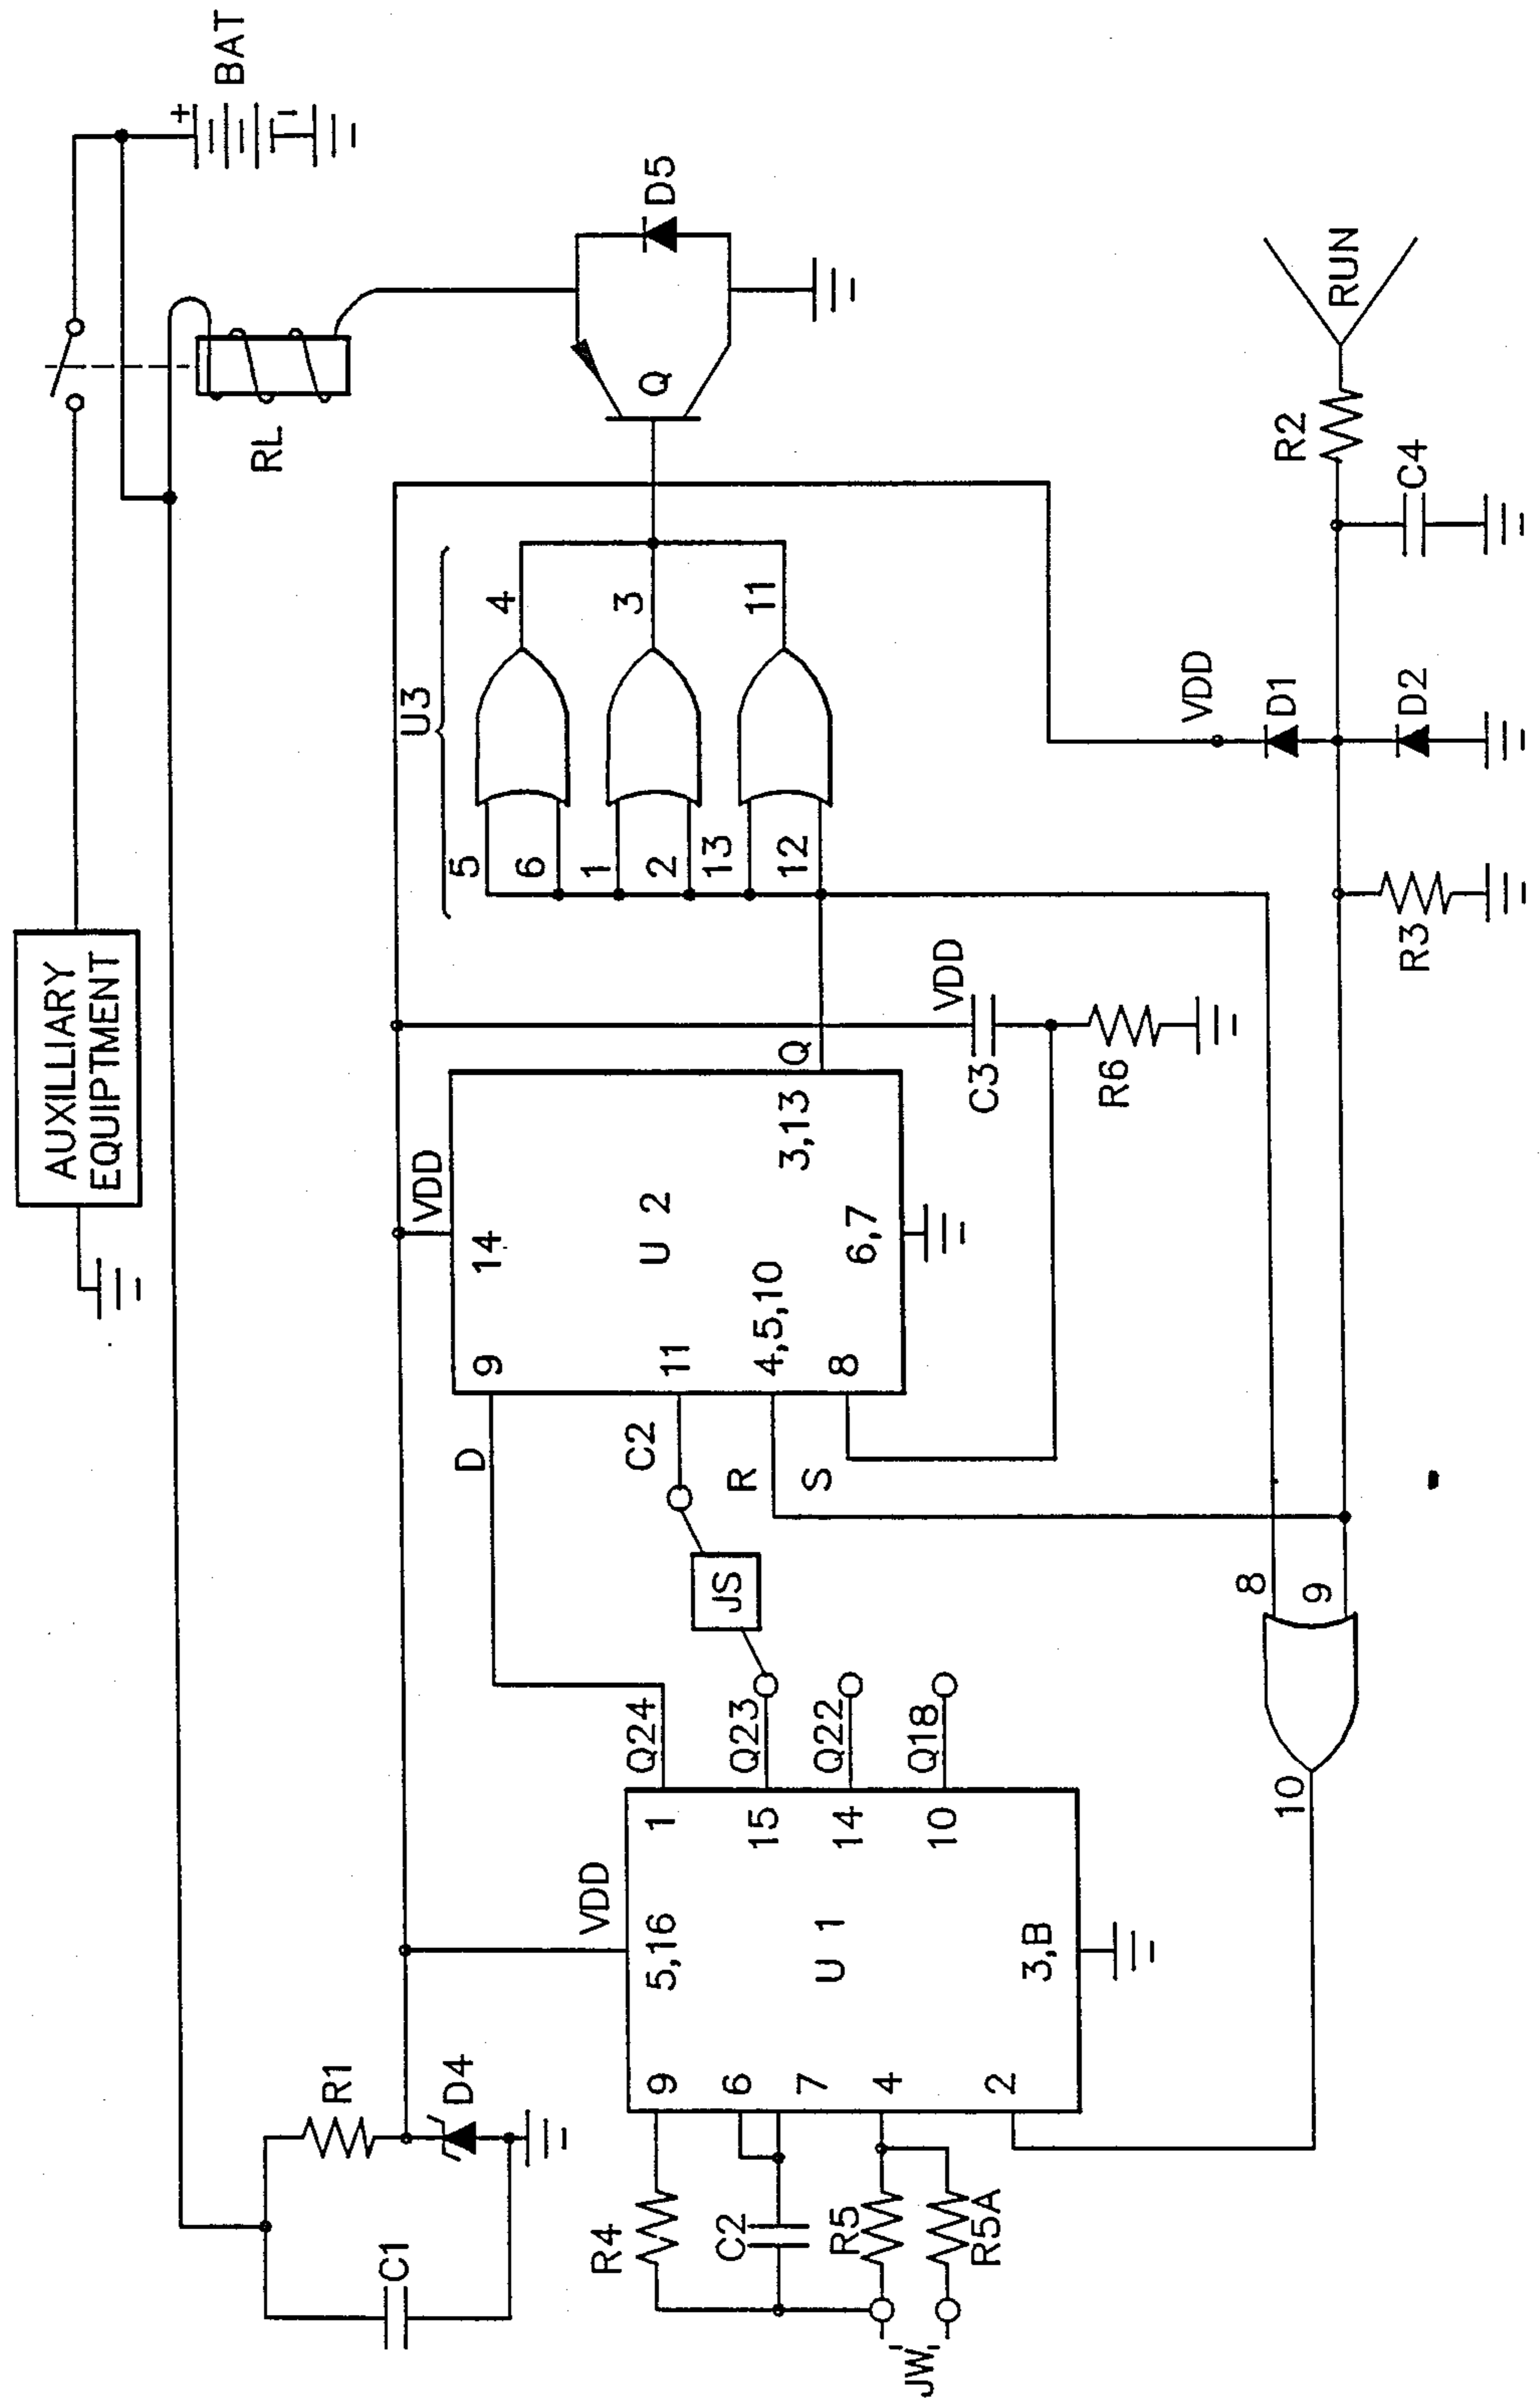 AUXILLIARY
EQUIPTMENT
+
-
BAT
RL
D5
Q
U3
4
3
11
5
6
1
2
13
12
VDD
D1
D2
R2
RUN
C4
R3
VDD
C3
R6
VDD
14
U 2
3,13
Q
6,7
9
11
4,5,10
8
D
C2
R
S
JS
8
9
10
Q24
Q23
Q22
Q18
1
15
14
10
VDD
5,16
U 1
3,B
9
6
7
4
2
R1
D4
C1
R4
C2
R5
R5A
JW